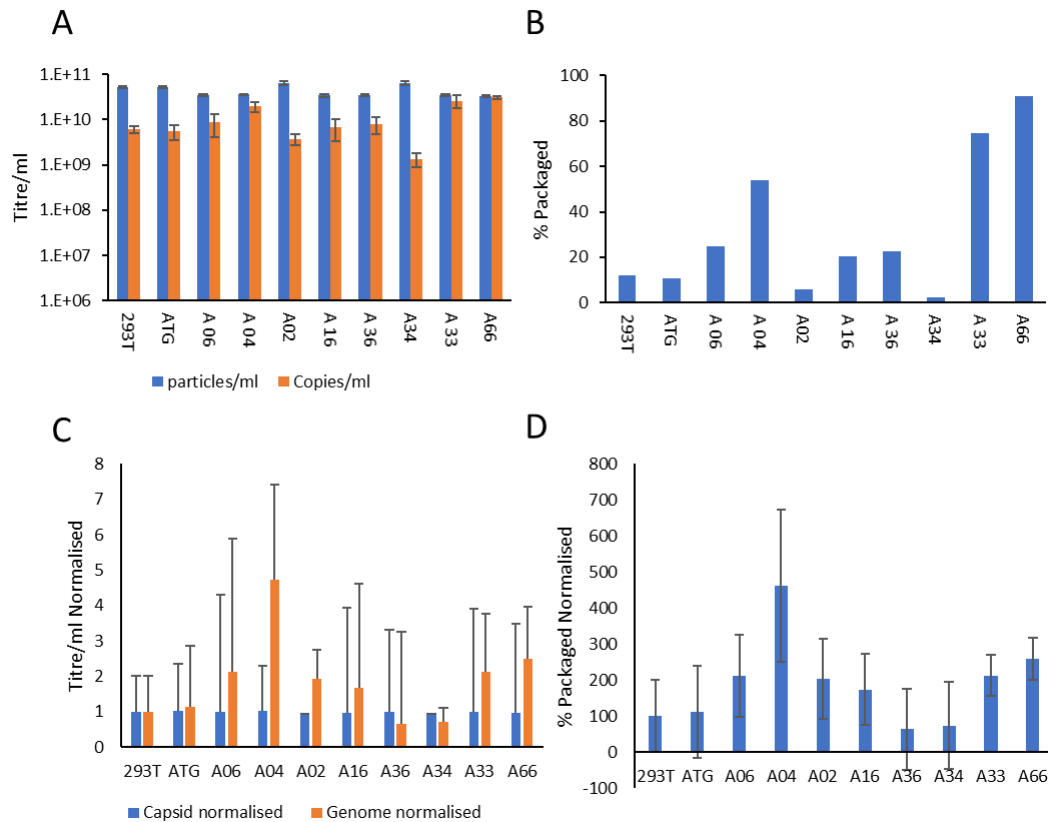 A
Titre/ml
1.E+11
1.E+10
1.E+09
1.E+08
1.E+07
1.E+06
293T ATG A 06 A 04 A02 A 16 A 36 A34 A 33 A66
particles/ml Copies/ml
B
% Packaged
100
80
60
40
20
0
293T ATG A 06 A 04 A02 A 16 A 36 A34 A 33 A66
C
Titre/ml Normalised
8
7
6
5
4
3
2
1
0
293T ATG A06 A04 A02 A16 A36 A34 A33 A66
Capsid normalised Genome normalised
D
% Packaged Normalised
800
700
600
500
400
300
200
100
0
-100
293T ATG A06 A04 A02 A16 A36 A34 A33 A66